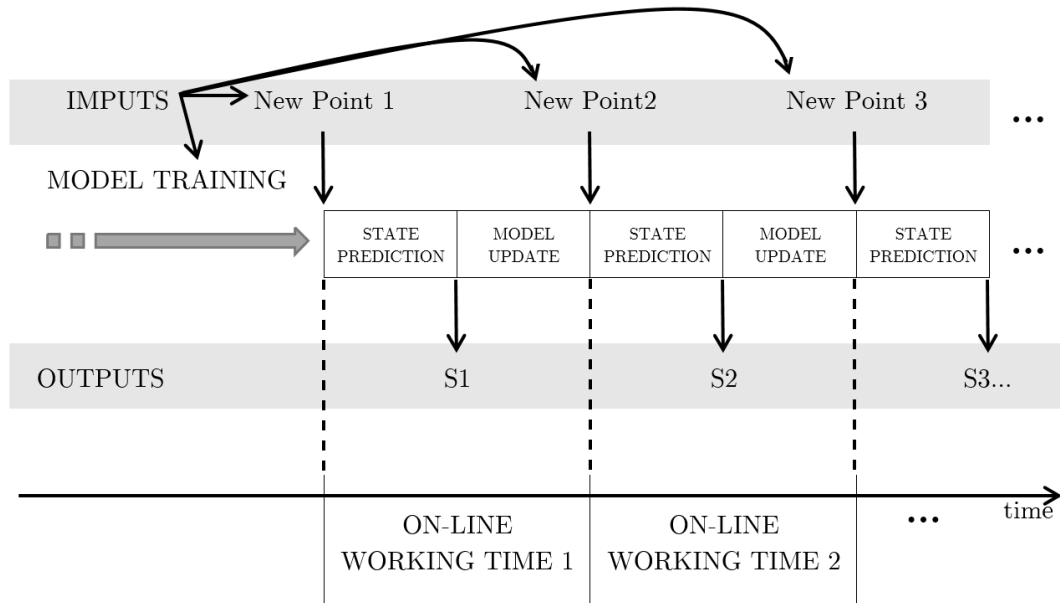 IMPUTS
New Point 1
New Point2
New Point 3
...
MODEL TRAINING
STATE
PREDICTION
MODEL
UPDATE
STATE
PREDICTION
MODEL
UPDATE
STATE
PREDICTION
...
OUTPUTS
S1
S2
S3...
time
ON-LINE
WORKING TIME 1
ON-LINE
WORKING TIME 2
...